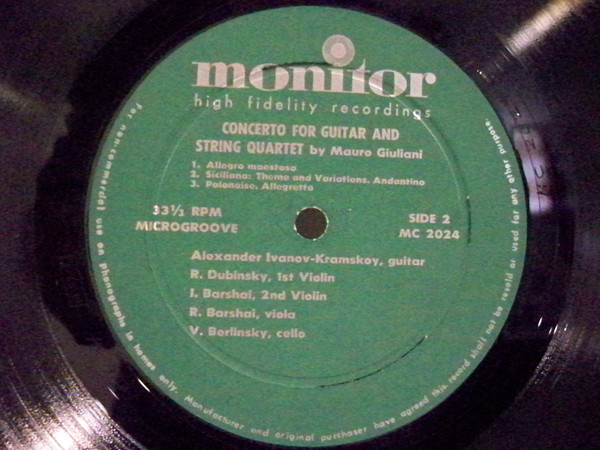 monitor
high fidelity recordings
CONCERTO FOR GUITAR AND
STRING QUARTET by Mauro Giuliani
1. Allegro maestoso
2. Siciliana: Theme and Variations. Andantino
3. Polonaise, Allegretto
33⅓ RPM
MICROGROOVE
SIDE 2
MC 2024
Alexander Ivanov-Kramskoy, guitar
R. Dubinsky, 1st Violin
I. Barshai, 2nd Violin
R. Barshai, viola
V. Berlinsky, cello
For non-commercial use on phonographs in homes only. Manufacturer and original purchaser have agreed this record shall not be resold or used for any other purpose.